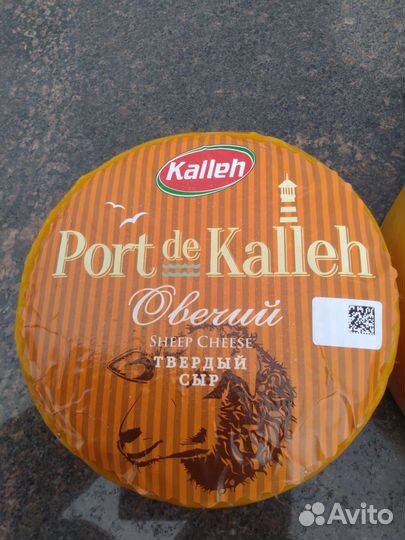 Kalleh
Port de Kalleh
Овечий
SHEEP CHEESE
ТВЕРДЫЙ
СЫР
Avito